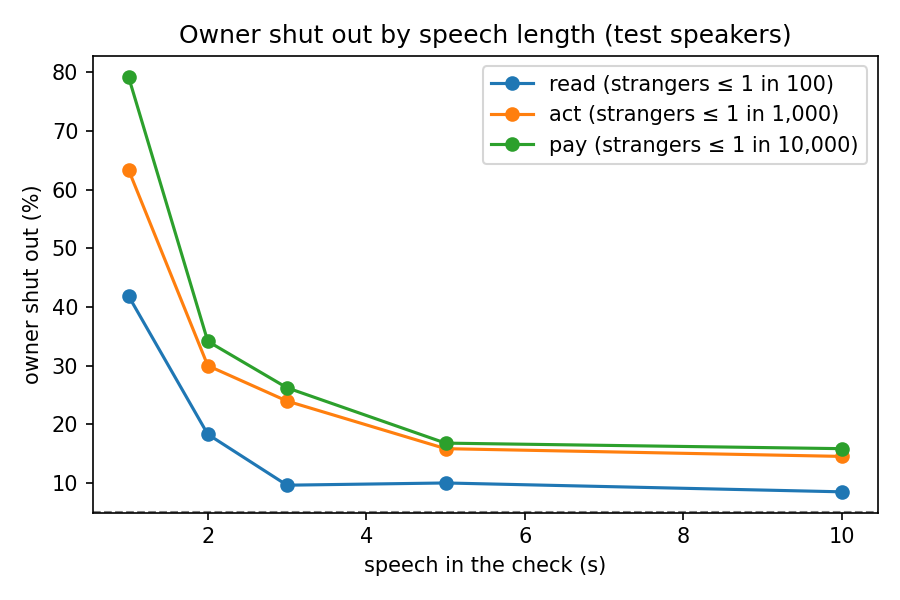 Owner shut out by speech length (test speakers)
read (strangers ≤ 1 in 100)
act (strangers ≤ 1 in 1,000)
pay (strangers ≤ 1 in 10,000)
owner shut out (%)
80
70
60
50
40
30
20
10
2
4
6
8
10
speech in the check (s)